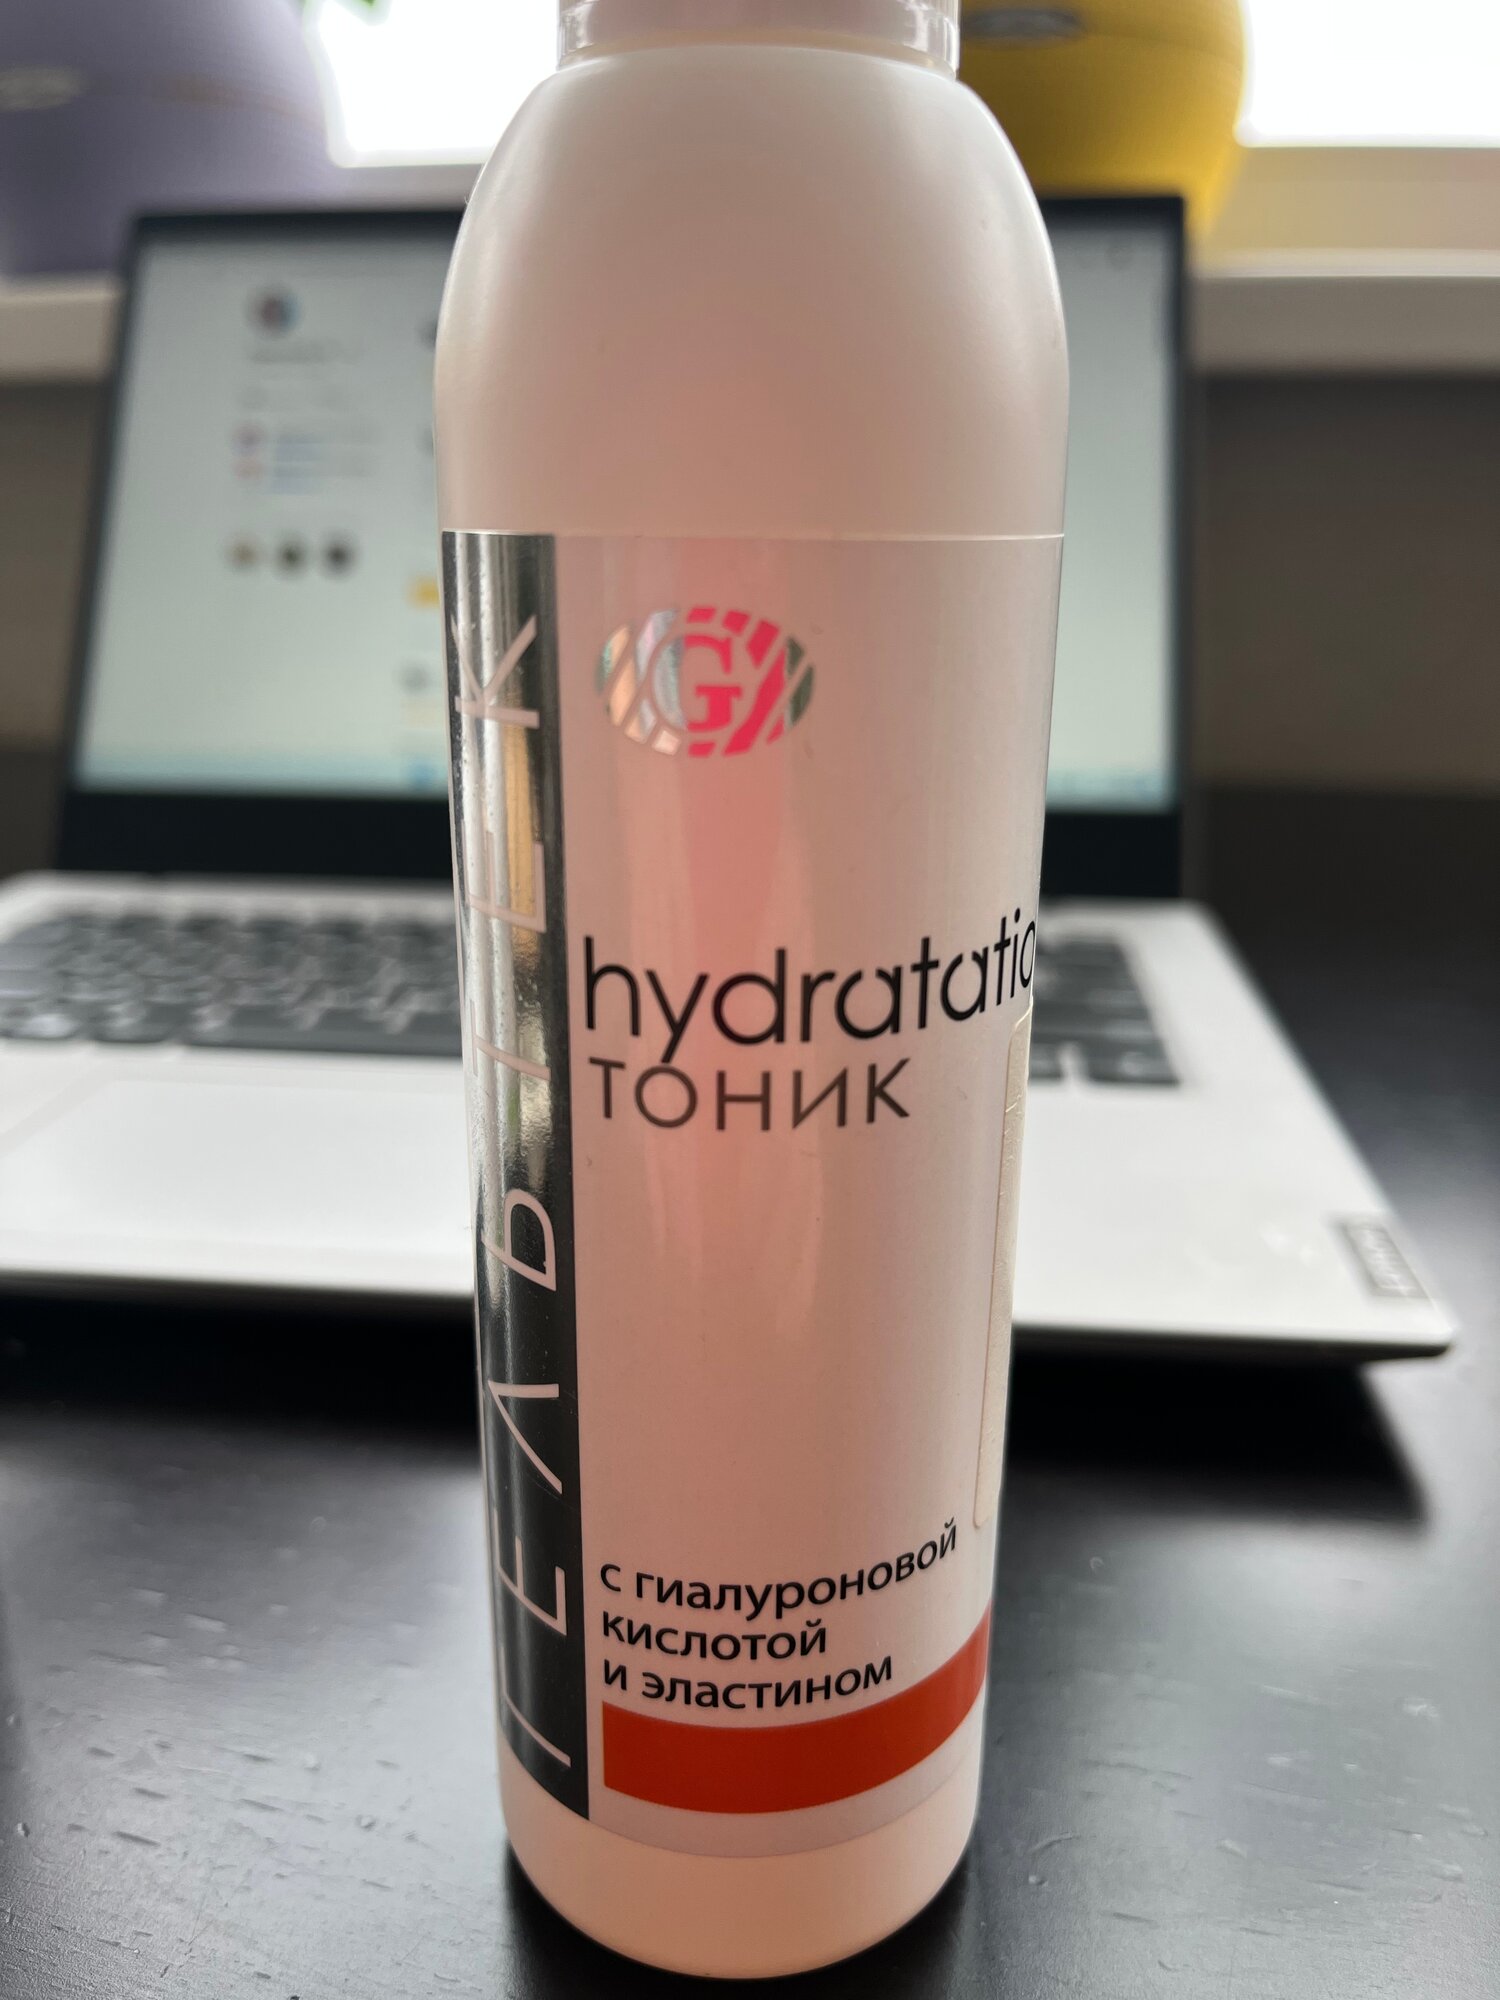 ГЕЛЬТЕК
G
hydratatio
тоник
с гиалуроновой
кислотой
и эластином